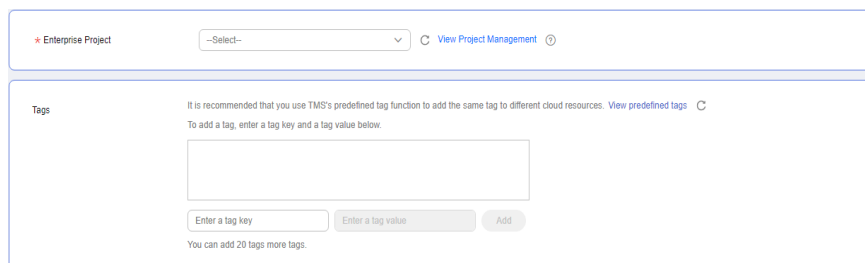 * Enterprise Project --Select-- View Project Management ?
Tags It is recommended that you use TMS's predefined tag function to add the same tag to different cloud resources. View predefined tags
To add a tag, enter a tag key and a tag value below.
Enter a tag key Enter a tag value Add
You can add 20 tags more tags.